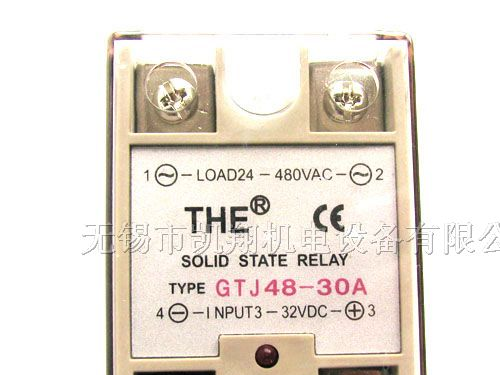 1 ~ – LOAD24 – 480VAC – ~ 2
THE® CE
无锡市凯翔机电设备有限公
SOLID STATE RELAY
TYPE GTJ48-30A
4 ⊖ – INPUT3 – 32VDC – ⊕ 3